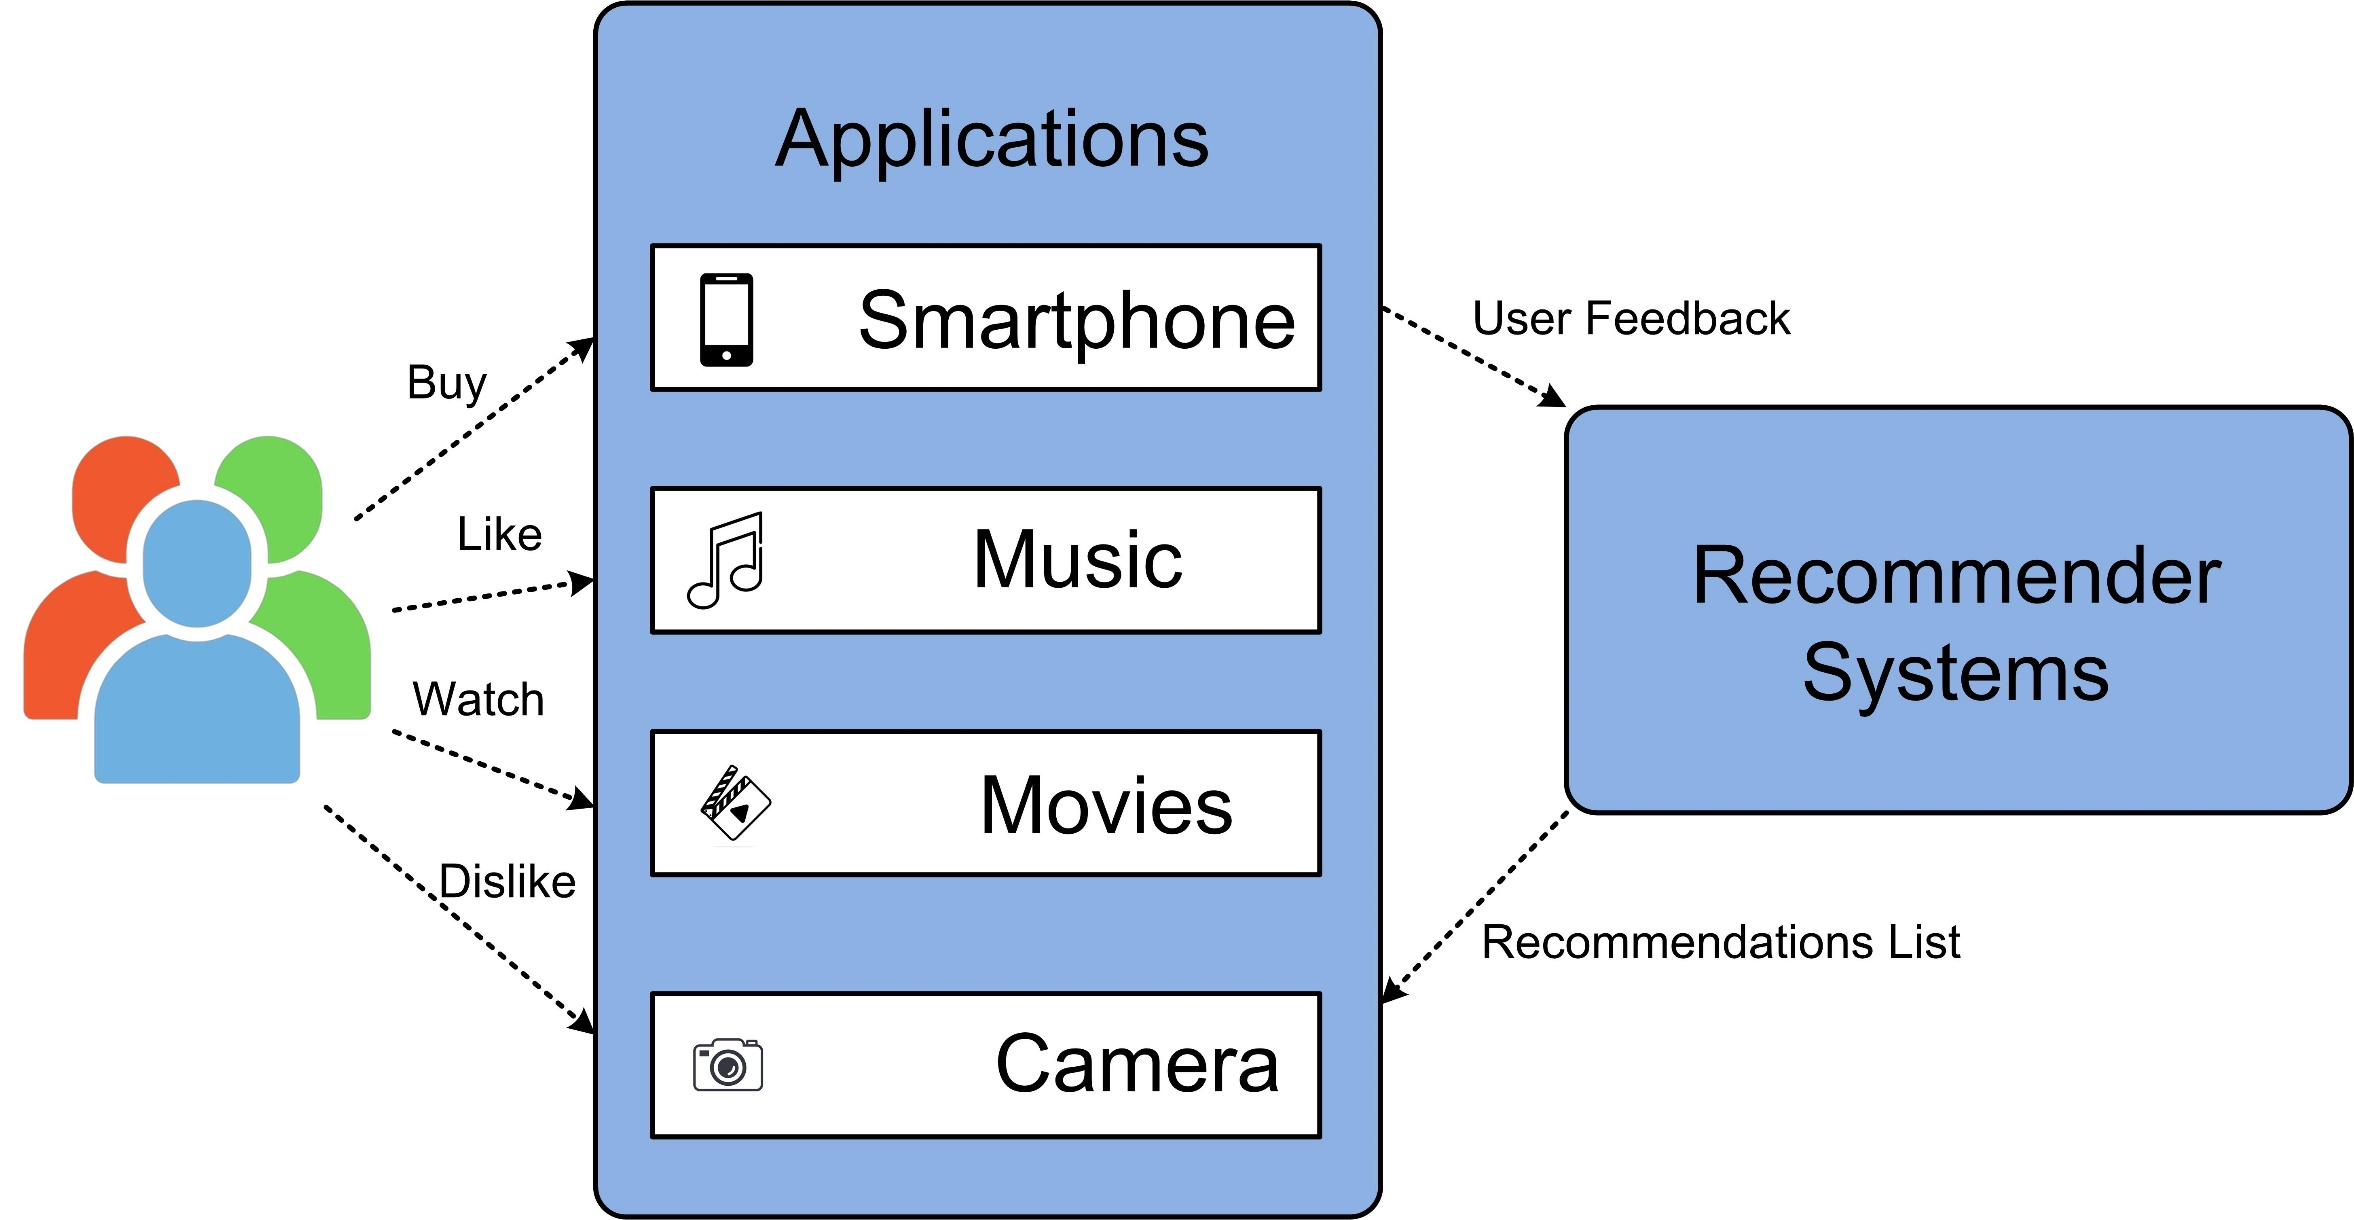 Applications
Smartphone
Music
Movies
Camera
Buy
Like
Watch
Dislike
User Feedback
Recommender
Systems
Recommendations List